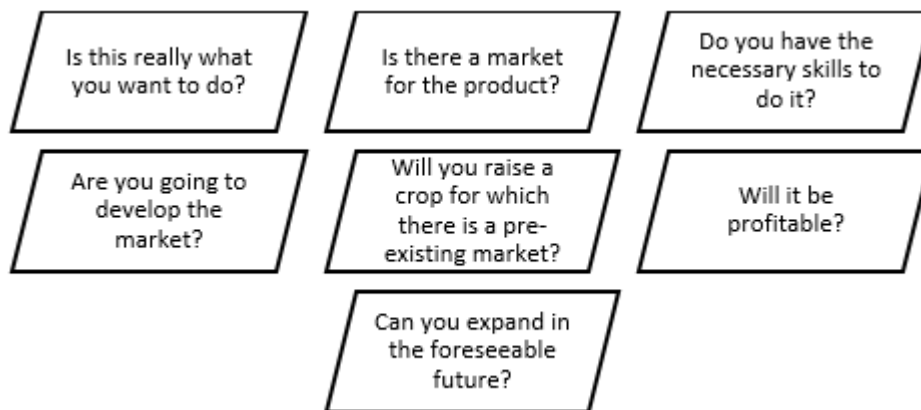 Is this really what
you want to do?
Is there a market
for the product?
Do you have the
necessary skills to
do it?
Are you going to
develop the
market?
Will you raise a
crop for which
there is a pre-
existing market?
Will it be
profitable?
Can you expand in
the foreseeable
future?